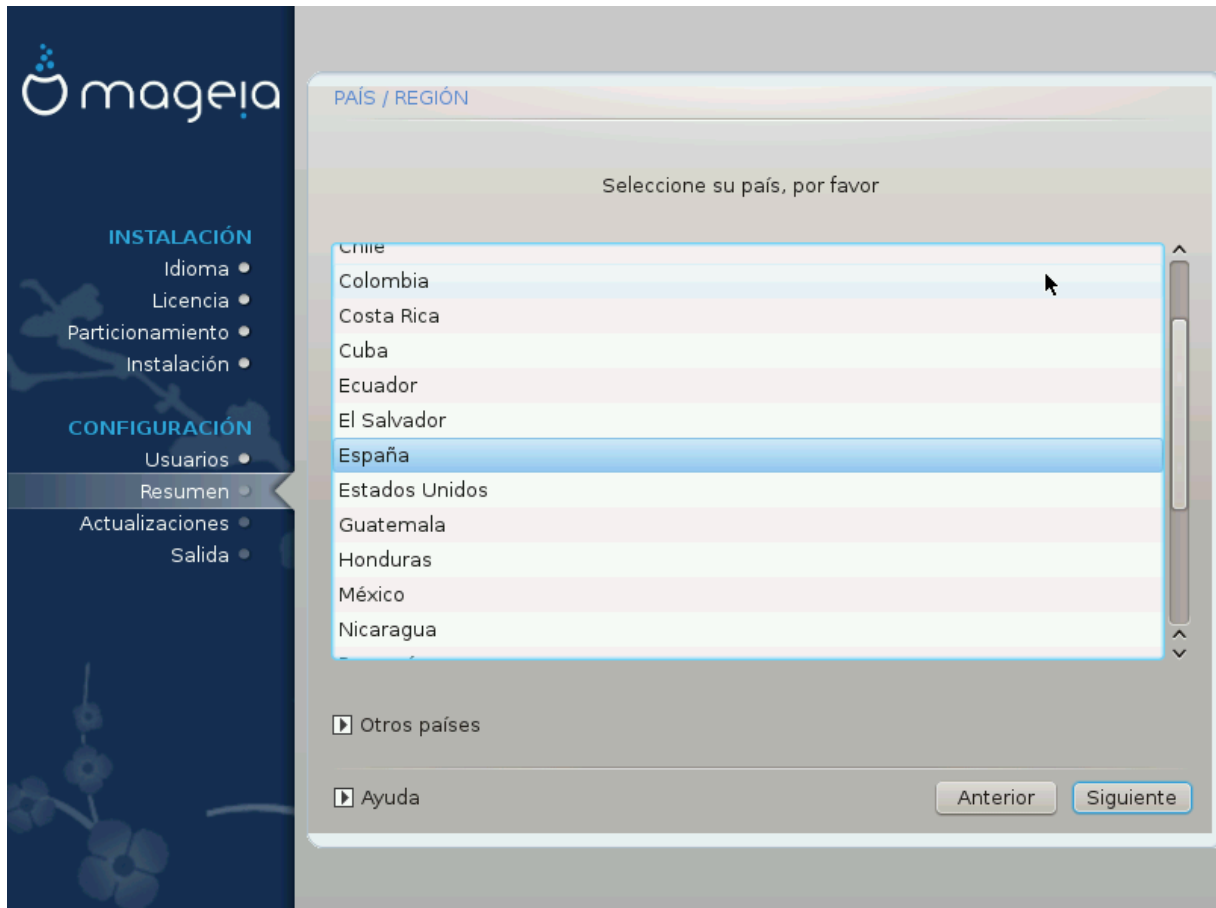 mageia
INSTALACIÓN
Idioma
Licencia
Particionamiento
Instalación
CONFIGURACIÓN
Usuarios
Resumen
Actualizaciones
Salida
PAÍS / REGIÓN
Seleccione su país, por favor
Chile
Colombia
Costa Rica
Cuba
Ecuador
El Salvador
España
Estados Unidos
Guatemala
Honduras
México
Nicaragua
Otros países
Ayuda
Anterior
Siguiente